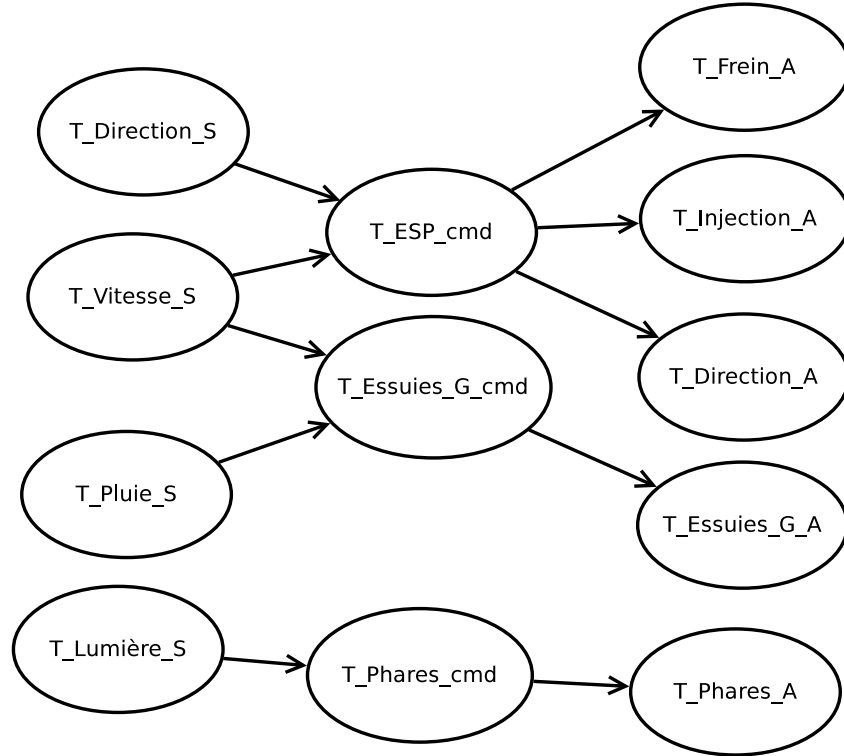 T_Frein_A
T_Direction_S
T_Injection_A
T_ESP_cmd
T_Vitesse_S
T_Direction_A
T_Essuies_G_cmd
T_Pluie_S
T_Essuies_G_A
T_Lumière_S
T_Phares_cmd
T_Phares_A